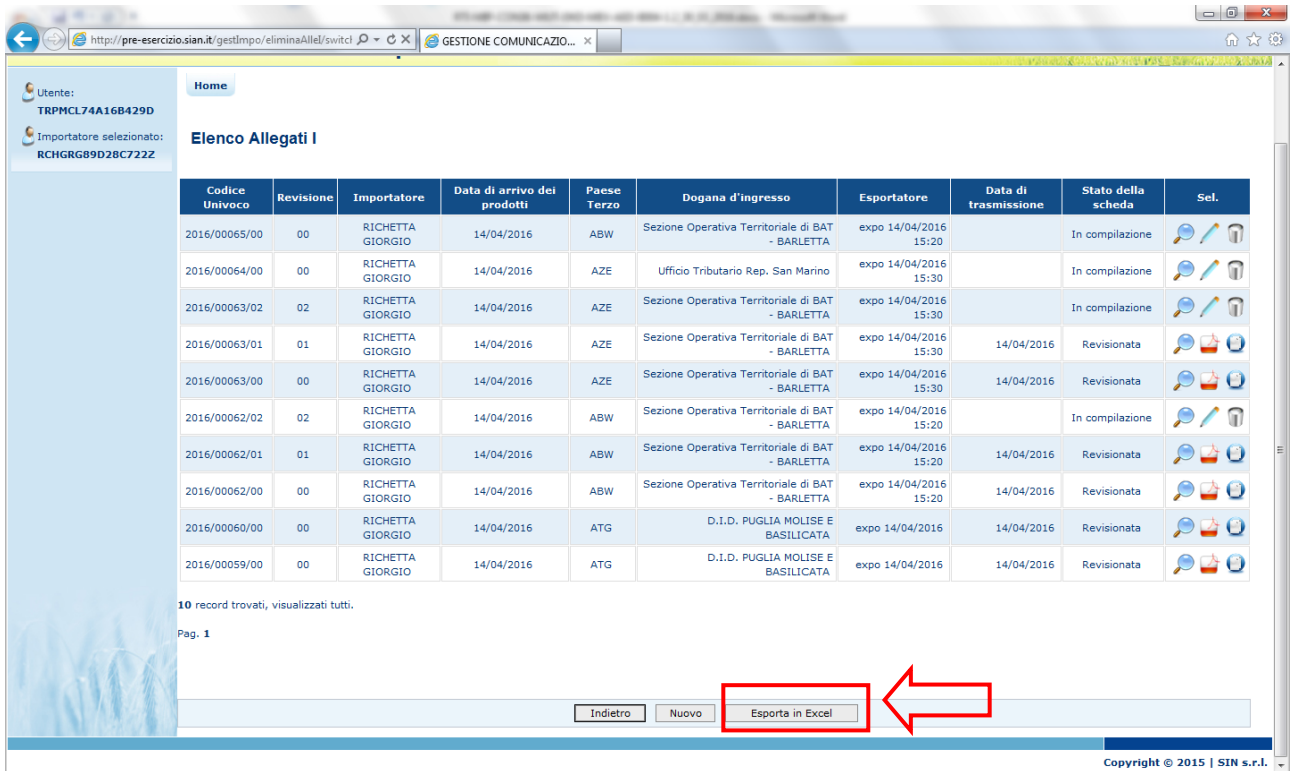 http://pre-esercizio.sian.it/gestImpo/eliminaAllel/switcl
GESTIONE COMUNICAZIO...
Utente:
TRPMCL74A16B429D
Importatore selezionato:
RCHGRG89D28C722Z
Home
Elenco Allegati I
Codice Univoco Revisione Importatore Data di arrivo dei prodotti Paese Terzo Dogana d'ingresso Esportatore Data di trasmissione Stato della scheda Sel.
2016/00065/00 00 RICHETTA GIORGIO 14/04/2016 ABW Sezione Operativa Territoriale di BAT - BARLETTA expo 14/04/2016 15:20 In compilazione
2016/00064/00 00 RICHETTA GIORGIO 14/04/2016 AZE Ufficio Tributario Rep. San Marino expo 14/04/2016 15:30 In compilazione
2016/00063/02 02 RICHETTA GIORGIO 14/04/2016 AZE Sezione Operativa Territoriale di BAT - BARLETTA expo 14/04/2016 15:30 In compilazione
2016/00063/01 01 RICHETTA GIORGIO 14/04/2016 AZE Sezione Operativa Territoriale di BAT - BARLETTA expo 14/04/2016 15:30 14/04/2016 Revisionata
2016/00063/00 00 RICHETTA GIORGIO 14/04/2016 AZE Sezione Operativa Territoriale di BAT - BARLETTA expo 14/04/2016 15:30 14/04/2016 Revisionata
2016/00062/02 02 RICHETTA GIORGIO 14/04/2016 ABW Sezione Operativa Territoriale di BAT - BARLETTA expo 14/04/2016 15:20 In compilazione
2016/00062/01 01 RICHETTA GIORGIO 14/04/2016 ABW Sezione Operativa Territoriale di BAT - BARLETTA expo 14/04/2016 15:20 14/04/2016 Revisionata
2016/00062/00 00 RICHETTA GIORGIO 14/04/2016 ABW Sezione Operativa Territoriale di BAT - BARLETTA expo 14/04/2016 15:20 14/04/2016 Revisionata
2016/00060/00 00 RICHETTA GIORGIO 14/04/2016 ATG D.I.D. PUGLIA MOLISE E BASILICATA expo 14/04/2016 14/04/2016 Revisionata
2016/00059/00 00 RICHETTA GIORGIO 14/04/2016 ATG D.I.D. PUGLIA MOLISE E BASILICATA expo 14/04/2016 14/04/2016 Revisionata
10 record trovati, visualizzati tutti.
Pag. 1
Indietro Nuovo Esporta in Excel
Copyright © 2015 | SIN s.r.l.